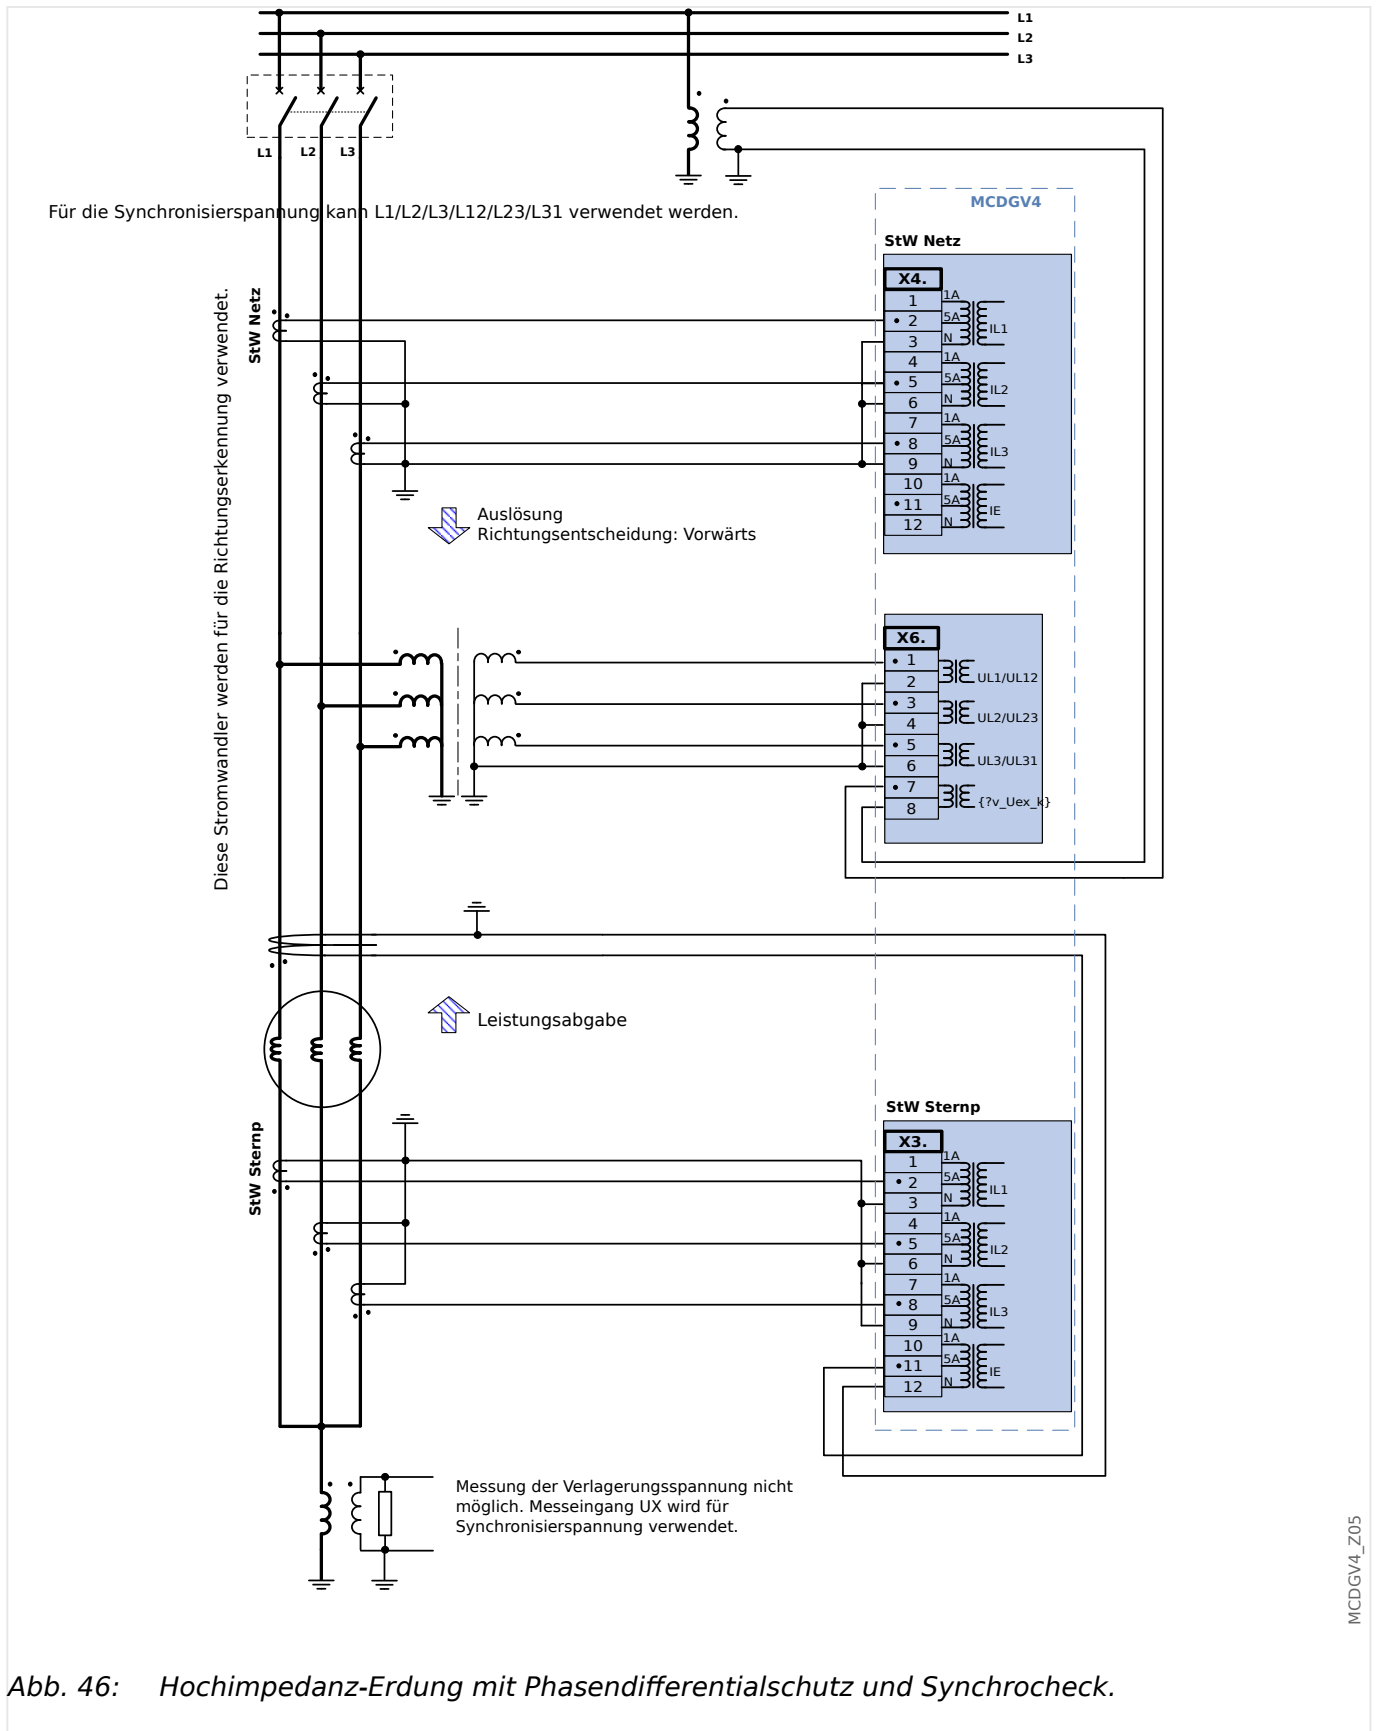 L1
L2
L3
L1 L2 L3
Für die Synchronisierspannung kann L1/L2/L3/L12/L23/L31 verwendet werden.
MCDGV4
StW Netz
X4.
1 1A
2 5A IL1
3 N
4 1A
5 5A IL2
6 N
7 1A
8 5A IL3
9 N
10 1A
11 5A IE
12 N
StW Netz
Diese Stromwandler werden für die Richtungserkennung verwendet.
Auslösung
Richtungsentscheidung: Vorwärts
X6.
1
2 UL1/UL12
3
4 UL2/UL23
5
6 UL3/UL31
7
8 {?v_Uex_k}
Leistungsabgabe
StW Sternp
StW Sternp
X3.
1 1A
2 5A IL1
3 N
4 1A
5 5A IL2
6 N
7 1A
8 5A IL3
9 N
10 1A
11 5A IE
12 N
Messung der Verlagerungsspannung nicht
möglich. Messeingang UX wird für
Synchronisierspannung verwendet.
MCDGV4_Z05
Abb. 46: Hochimpedanz-Erdung mit Phasendifferentialschutz und Synchrocheck.